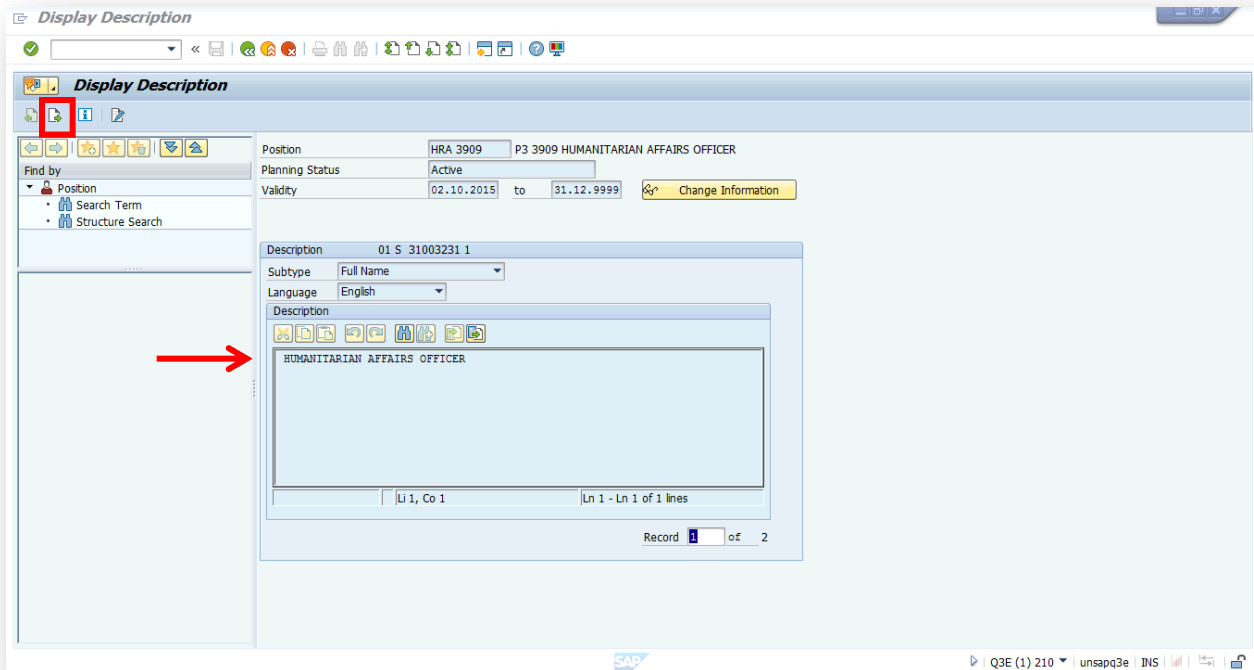 Display Description
Display Description
Find by
Position
Search Term
Structure Search
Position HRA 3909 P3 3909 HUMANITARIAN AFFAIRS OFFICER
Planning Status Active
Validity 02.10.2015 to 31.12.9999 Change Information
Description 01 S 31003231 1
Subtype Full Name
Language English
Description
HUMANITARIAN AFFAIRS OFFICER
Li 1, Co 1 Ln 1 - Ln 1 of 1 lines
Record 1 of 2
SAP
Q3E (1) 210 unsapq3e INS